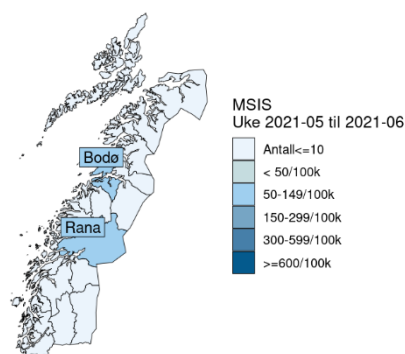 MSIS
Uke 2021-05 til 2021-06
Antall<=10
< 50/100k
50-149/100k
150-299/100k
300-599/100k
>=600/100k
Bodø
Rana